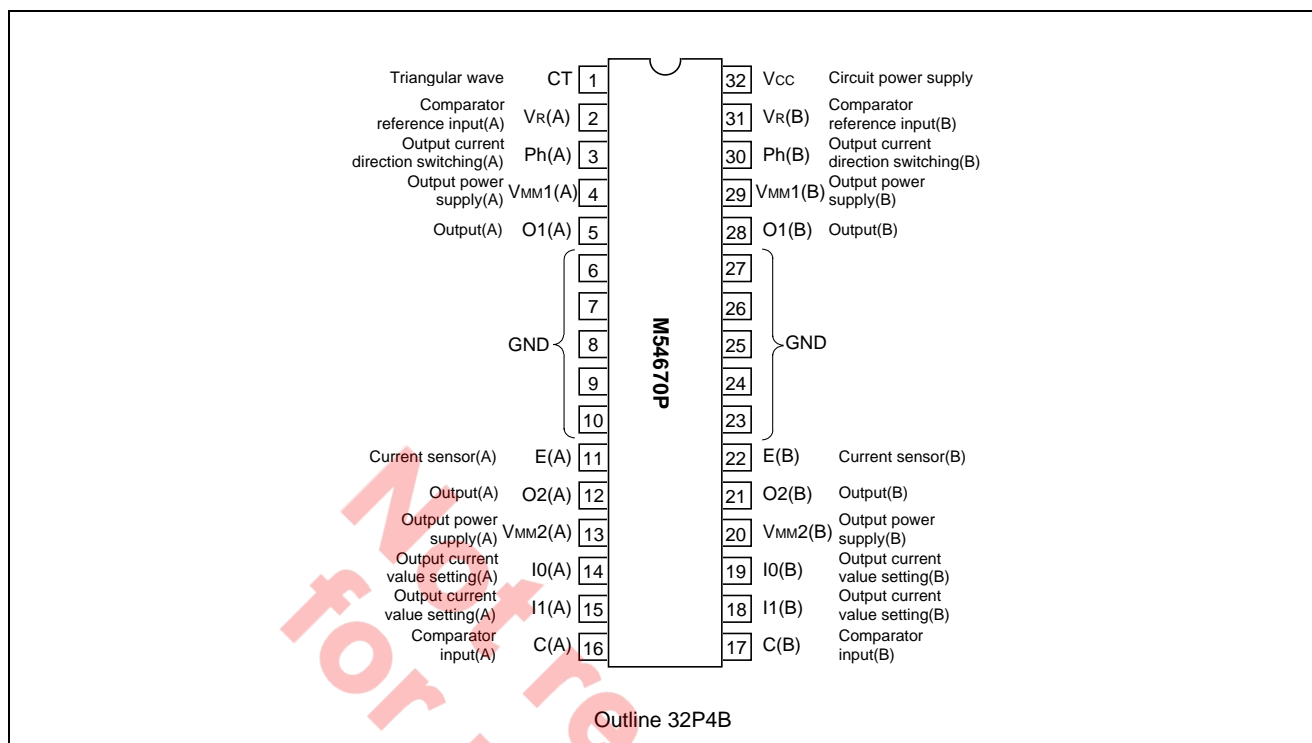 Triangular wave CT 1
Comparator
reference input(A) VR(A) 2
Output current
direction switching(A) Ph(A) 3
Output power
supply(A) VMM1(A) 4
Output(A) O1(A) 5
6
7
GND 8
9
10
Current sensor(A) E(A) 11
Output(A) O2(A) 12
Output power
supply(A) VMM2(A) 13
Output current
value setting(A) I0(A) 14
Output current
value setting(A) I1(A) 15
Comparator
input(A) C(A) 16
M54670P
32 VCC Circuit power supply
31 VR(B) Comparator
reference input(B)
30 Ph(B) Output current
direction switching(B)
29 VMM1(B) Output power
supply(B)
28 O1(B) Output(B)
27
26
25 GND
24
23
22 E(B) Current sensor(B)
21 O2(B) Output(B)
20 VMM2(B) Output power
supply(B)
19 I0(B) Output current
value setting(B)
18 I1(B) Output current
value setting(B)
17 C(B) Comparator
input(B)
Outline 32P4B
Not re
for